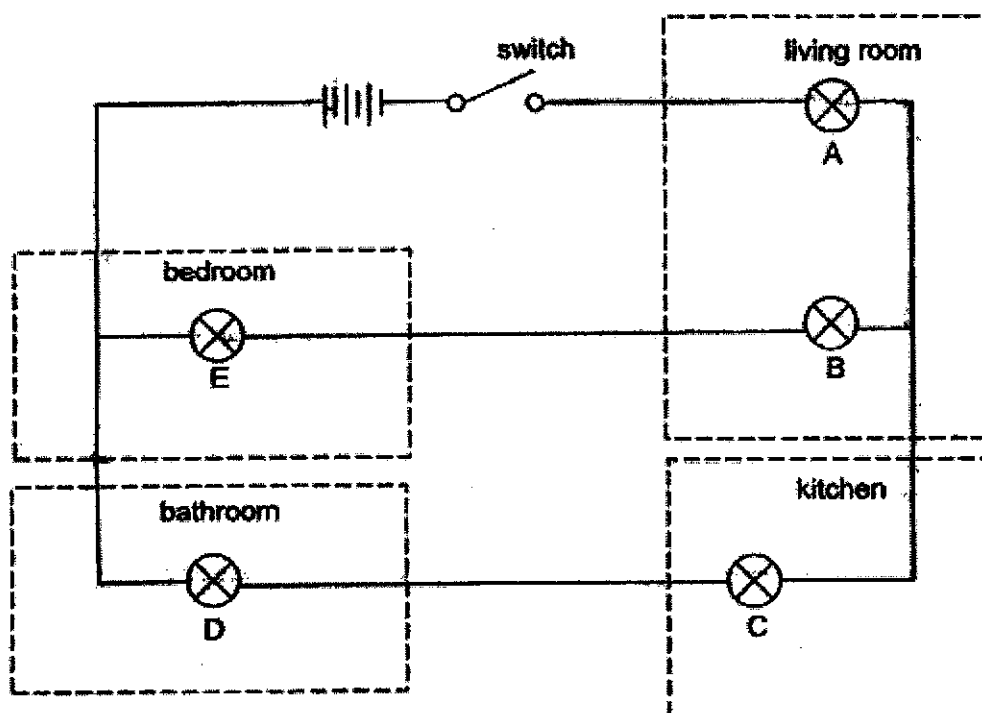 switch
living room
A
bedroom
E
B
bathroom
kitchen
D
C